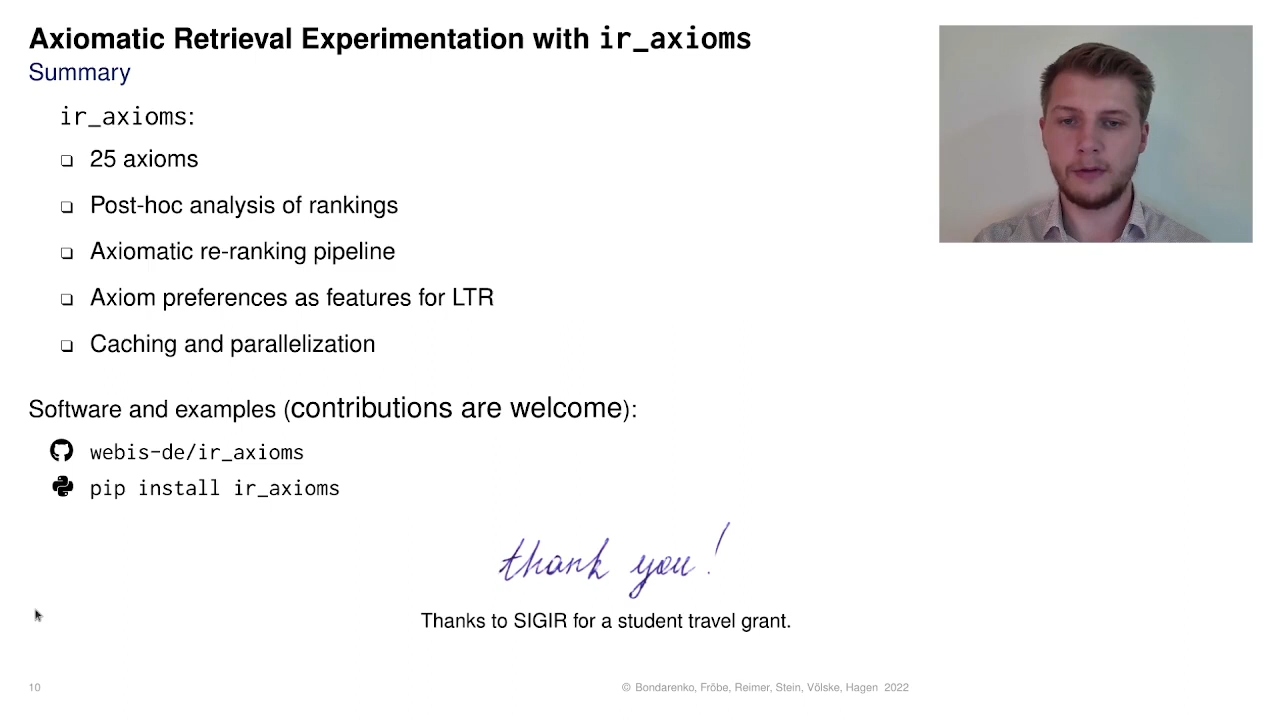 Axiomatic Retrieval Experimentation with ir_axioms
Summary
ir_axioms:
25 axioms
Post-hoc analysis of rankings
Axiomatic re-ranking pipeline
Axiom preferences as features for LTR
Caching and parallelization
Software and examples (contributions are welcome):
webis-de/ir_axioms
pip install ir_axioms
thank you!
Thanks to SIGIR for a student travel grant.
10
© Bondarenko, Fröbe, Reimer, Stein, Völske, Hagen 2022